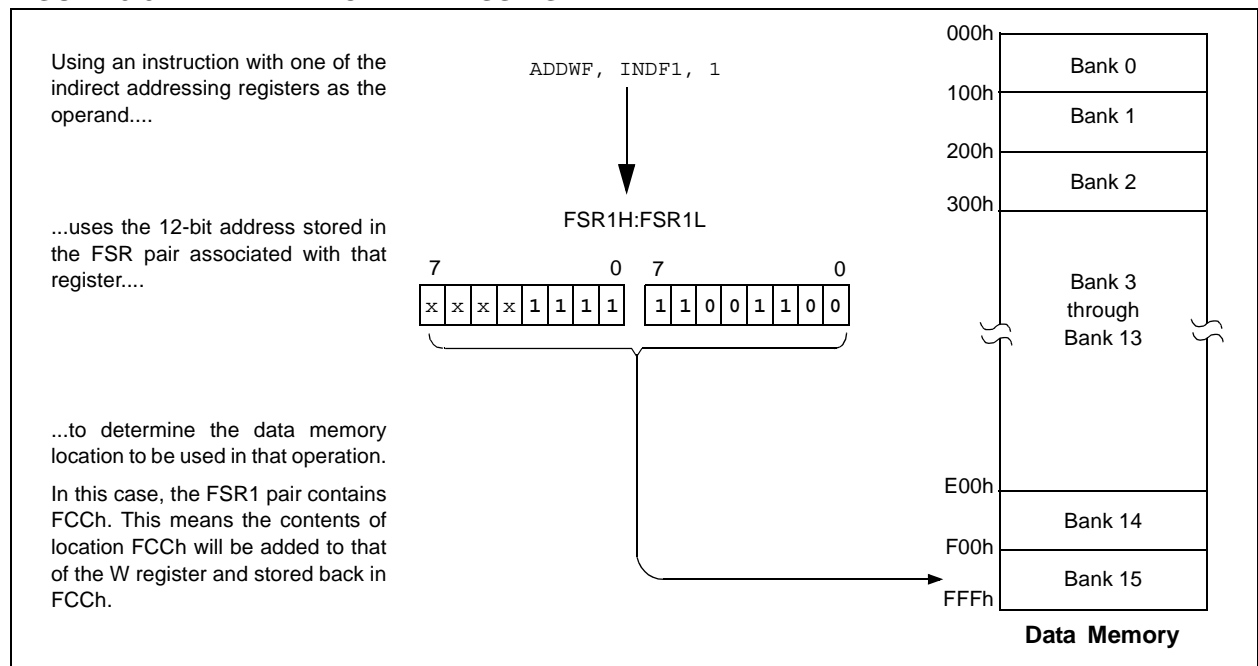 Using an instruction with one of the
indirect addressing registers as the
operand....
ADDWF, INDF1, 1
...uses the 12-bit address stored in
the FSR pair associated with that
register....
FSR1H:FSR1L
7 0 7 0
x x x x 1 1 1 1 1 1 0 0 1 1 0 0
...to determine the data memory
location to be used in that operation.
In this case, the FSR1 pair contains
FCCh. This means the contents of
location FCCh will be added to that
of the W register and stored back in
FCCh.
000h
Bank 0
100h
Bank 1
200h
Bank 2
300h
Bank 3
through
Bank 13
E00h
Bank 14
F00h
Bank 15
FFFh
Data Memory